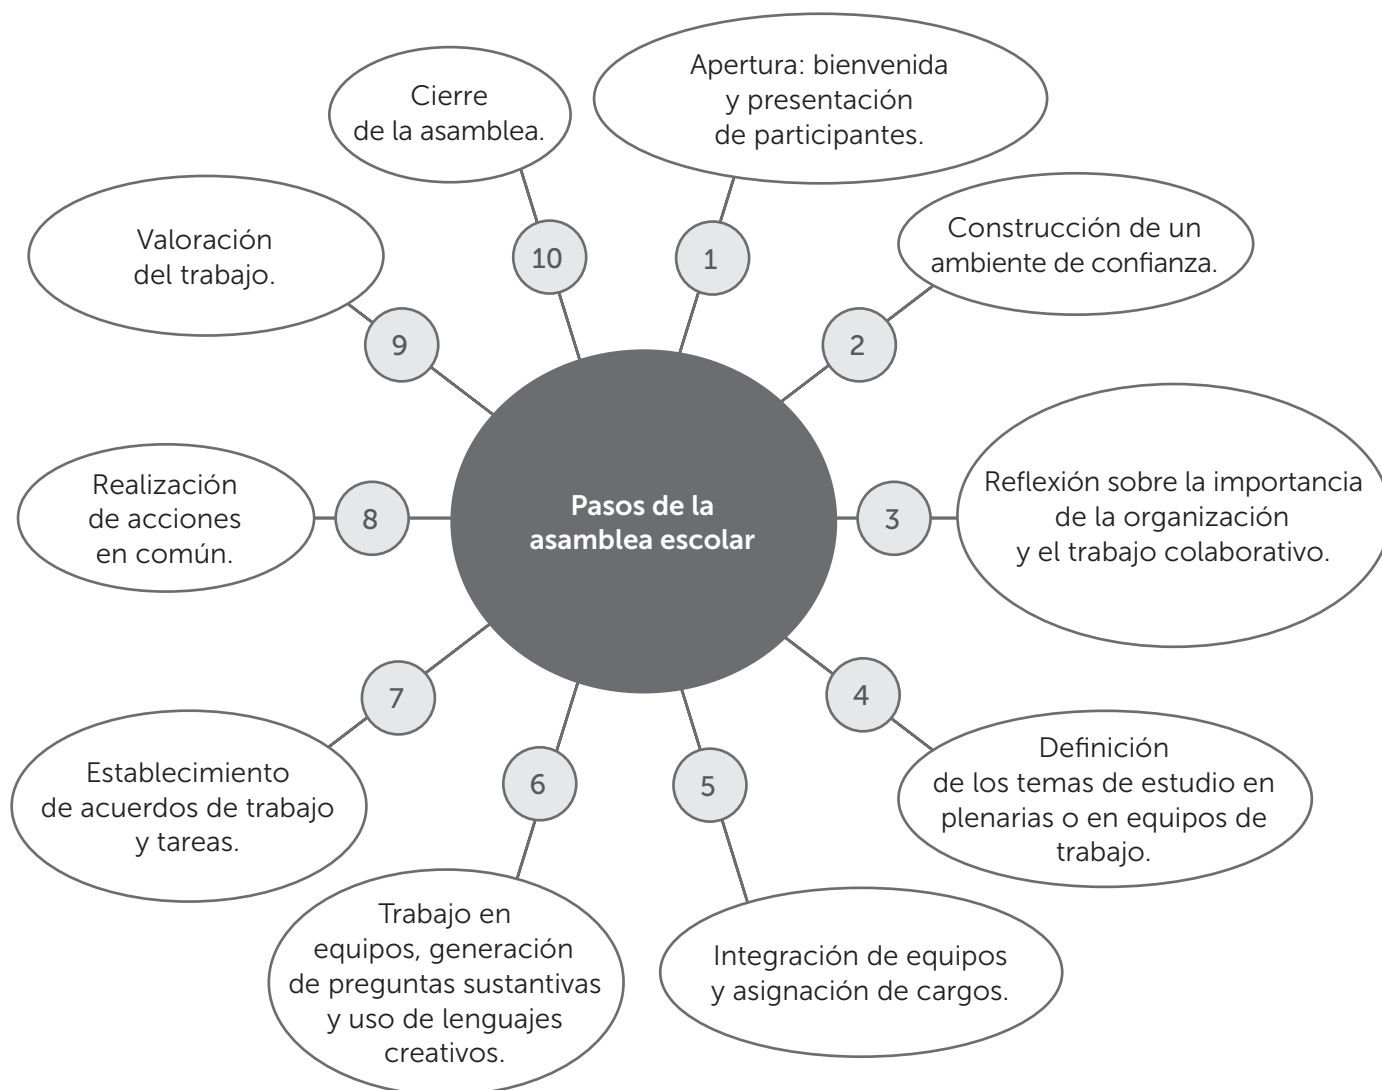 Pasos de la
asamblea escolar
1
Apertura: bienvenida
y presentación
de participantes.
2
Construcción de un
ambiente de confianza.
3
Reflexión sobre la importancia
de la organización
y el trabajo colaborativo.
4
Definición
de los temas de estudio en
plenarias o en equipos de
trabajo.
5
Integración de equipos
y asignación de cargos.
6
Trabajo en
equipos, generación
de preguntas sustantivas
y uso de lenguajes
creativos.
7
Establecimiento
de acuerdos de trabajo
y tareas.
8
Realización
de acciones
en común.
9
Valoración
del trabajo.
10
Cierre
de la asamblea.